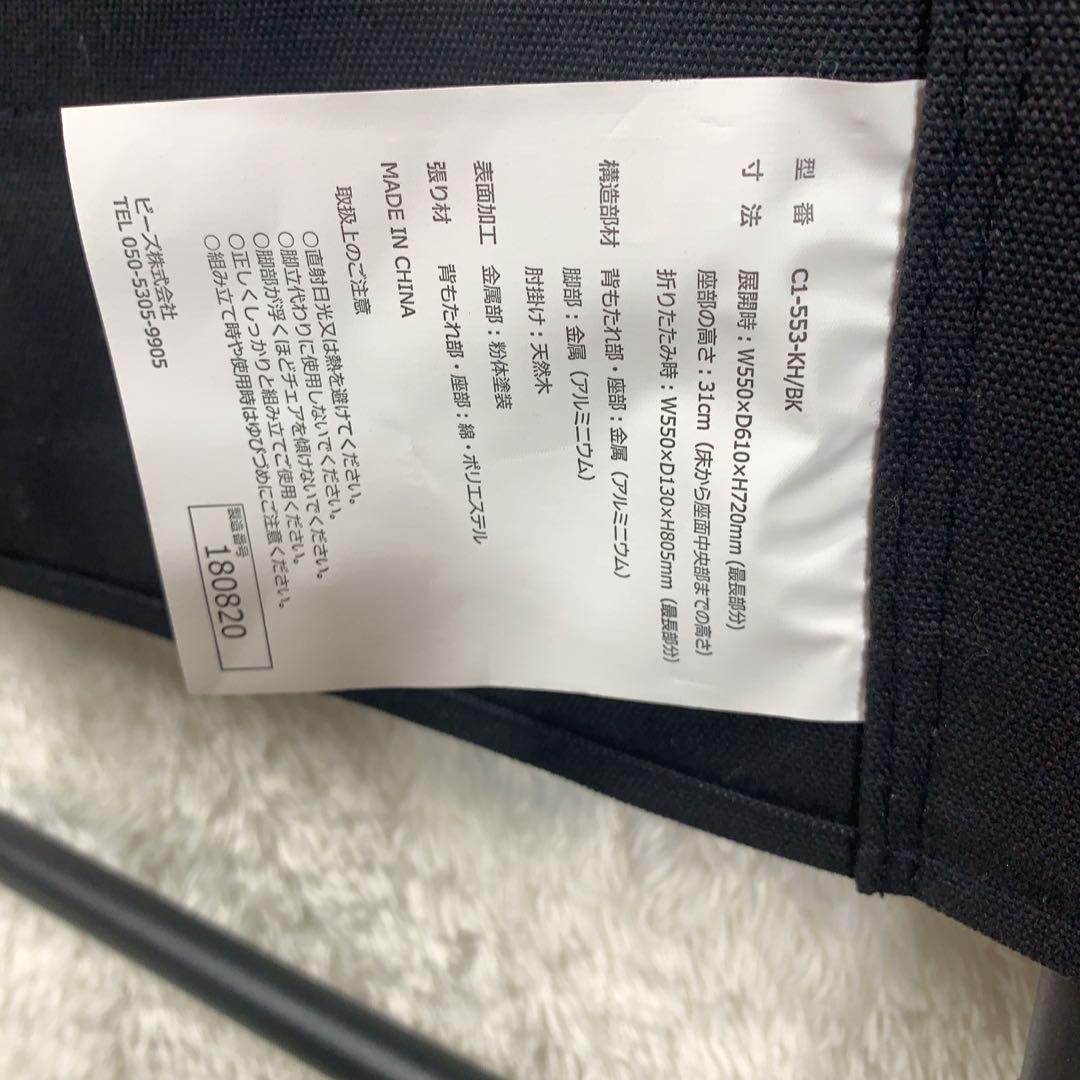 型番 C1-553-KH/BK
寸法 展開時：W550×D610×H720mm (最長部分)
座部の高さ：31cm（床から座面中央部までの高さ）
折りたたみ時：W550×D130×H805mm（最長部分）
構造部材 背もたれ部・座部：金属（アルミニウム）
脚部：金属（アルミニウム）
肘掛け：天然木
表面加工 金属部：粉体塗装
張り材 背もたれ部・座部：綿・ポリエステル
MADE IN CHINA
取扱上のご注意
○直射日光又は熱を避けてください。
○脚立代わりに使用しないでください。
○脚部が浮くほどチェアを傾けないでください。
○正しくしっかりと組み立てご使用ください。
○組み立て時や使用時はゆびづめにご注意ください。
ビーズ株式会社
TEL 050-5305-9905
製造番号
180820